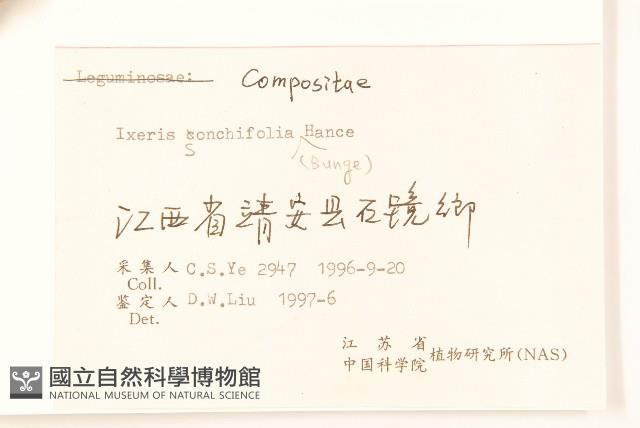 Leguminosae: Compositae
Ixeris sonchifolia Hance
(Bunge)
江西省靖安县石镜鄉
采集人 C.S.Ye 2947 1996-9-20
Coll.
鉴定人 D.W.Liu 1997-6
Det.
江苏省
中国科学院植物研究所(NAS)
國立自然科學博物館
NATIONAL MUSEUM OF NATURAL SCIENCE